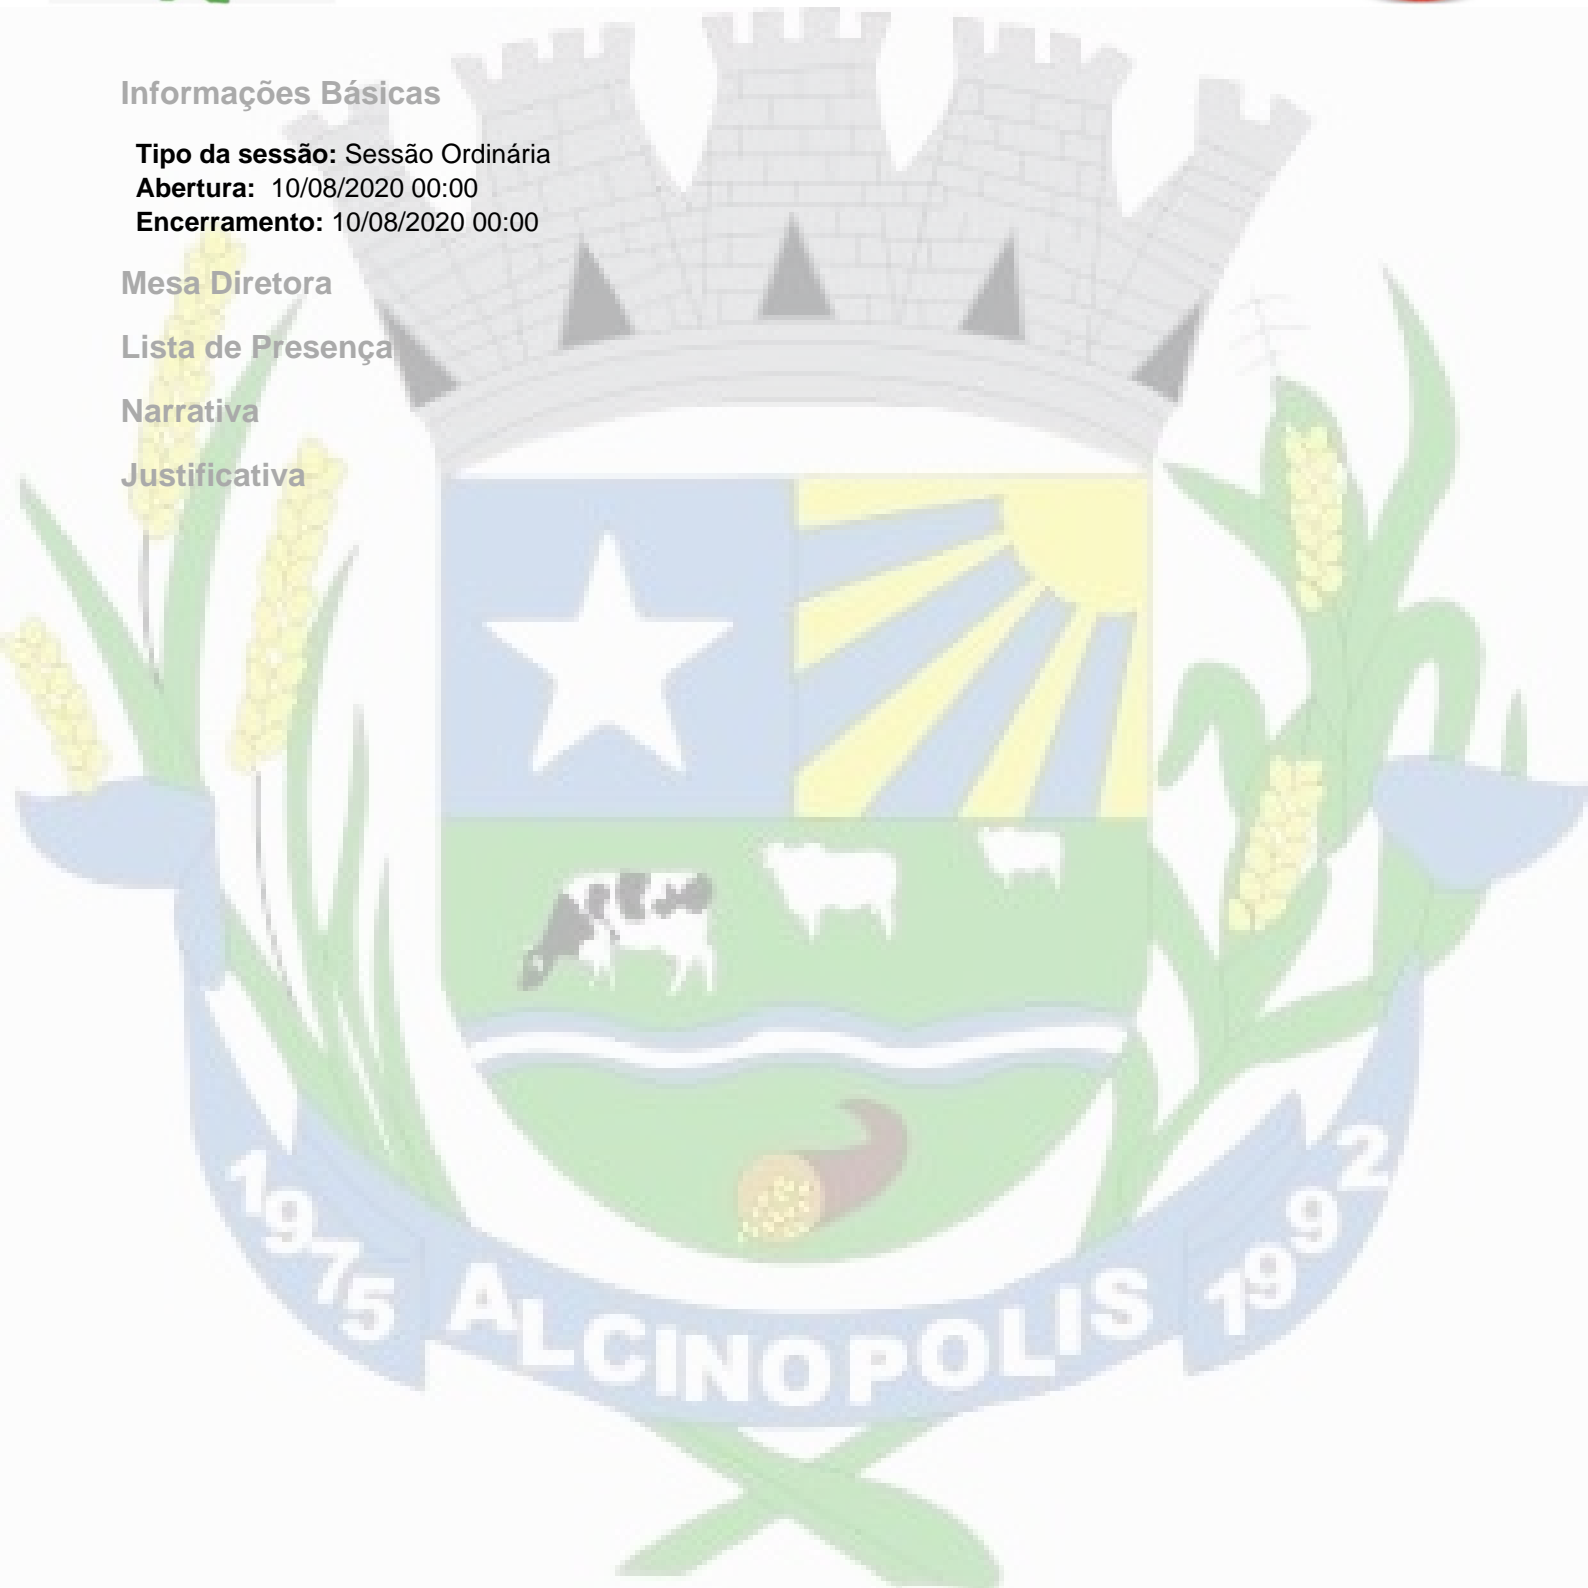 Informações Básicas
Tipo da sessão: Sessão Ordinária
Abertura: 10/08/2020 00:00
Encerramento: 10/08/2020 00:00
Mesa Diretora
Lista de Presença
Narrativa
Justificativa
1975 ALCINOPOLIS 1992